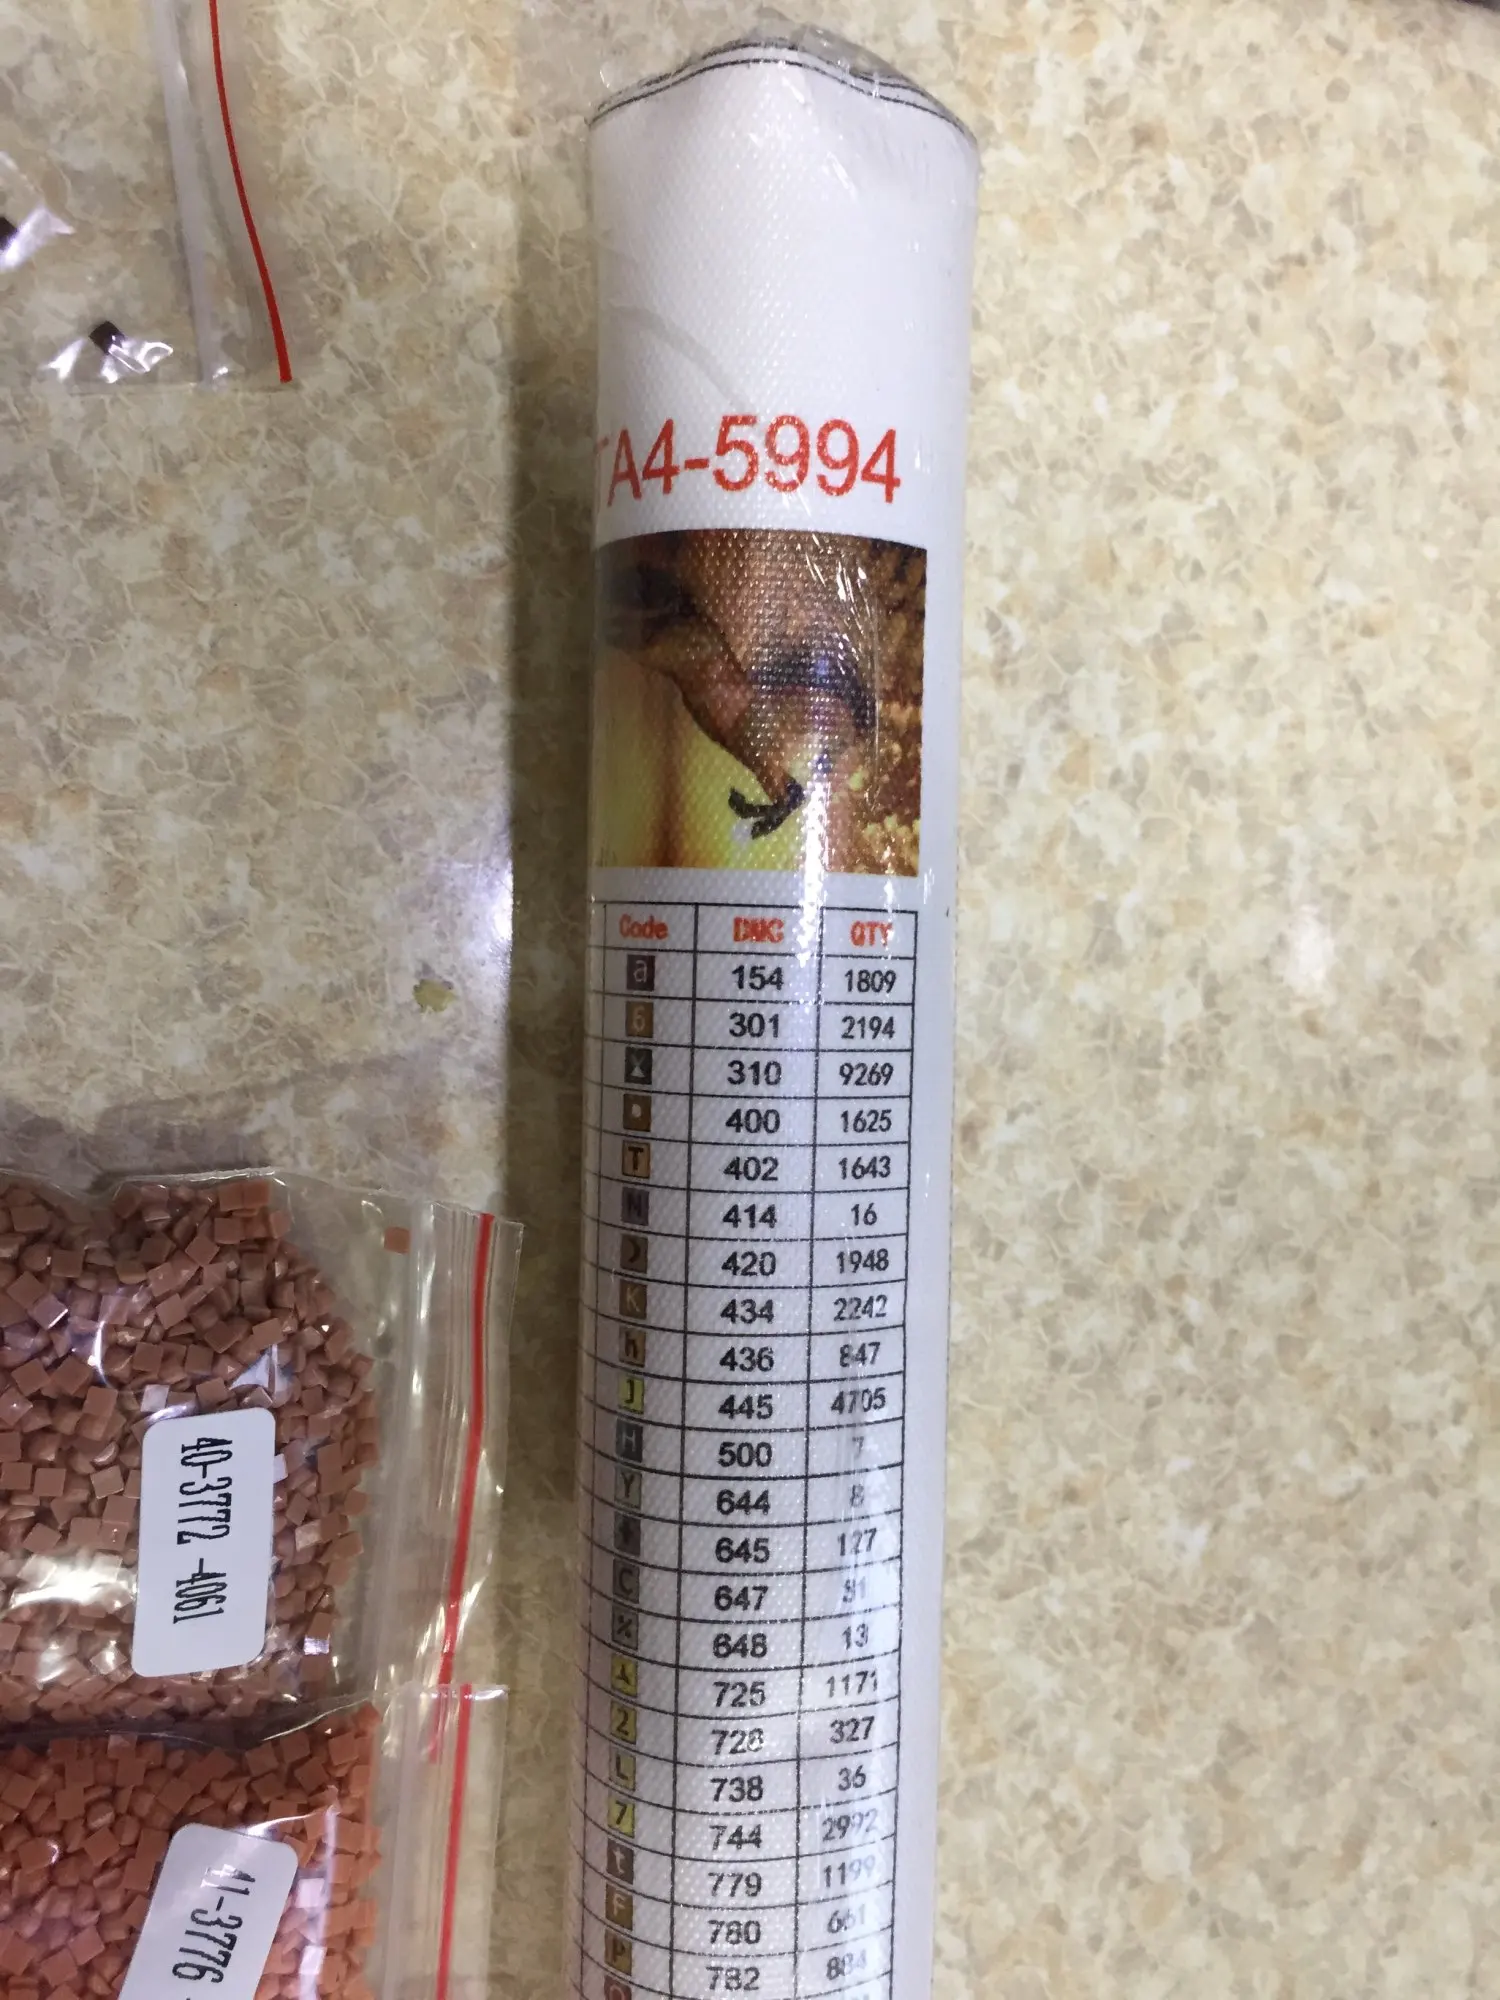 TA4-5994
Code DMC QTY
a 154 1809
6 301 2194
310 9269
400 1625
T 402 1643
N 414 16
420 1948
K 434 2242
h 436 847
J 445 4705
H 500 7
Y 644 8
645 127
C 647
648 13
725 1171
2 728 327
L 738 36
7 744 2992
t 779 1199
F 780 661
P 782 884
40-3772 -4061
41-3776